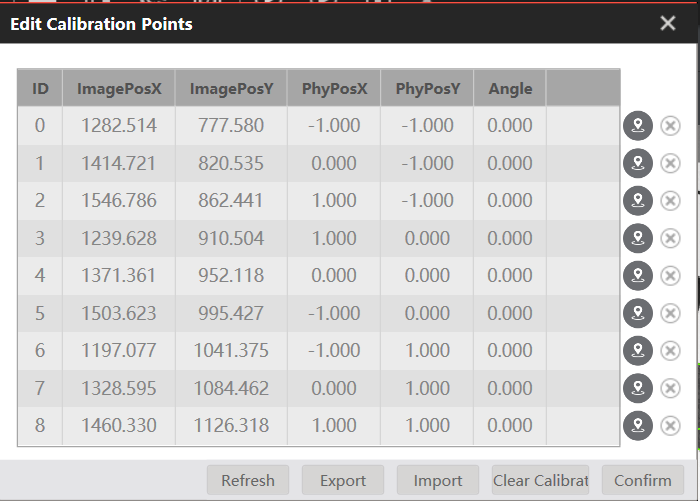 Edit Calibration Points
ID ImagePosX ImagePosY PhyPosX PhyPosY Angle
0 1282.514 777.580 -1.000 -1.000 0.000
1 1414.721 820.535 0.000 -1.000 0.000
2 1546.786 862.441 1.000 -1.000 0.000
3 1239.628 910.504 1.000 0.000 0.000
4 1371.361 952.118 0.000 0.000 0.000
5 1503.623 995.427 -1.000 0.000 0.000
6 1197.077 1041.375 -1.000 1.000 0.000
7 1328.595 1084.462 0.000 1.000 0.000
8 1460.330 1126.318 1.000 1.000 0.000
Refresh Export Import Clear Calibrat Confirm